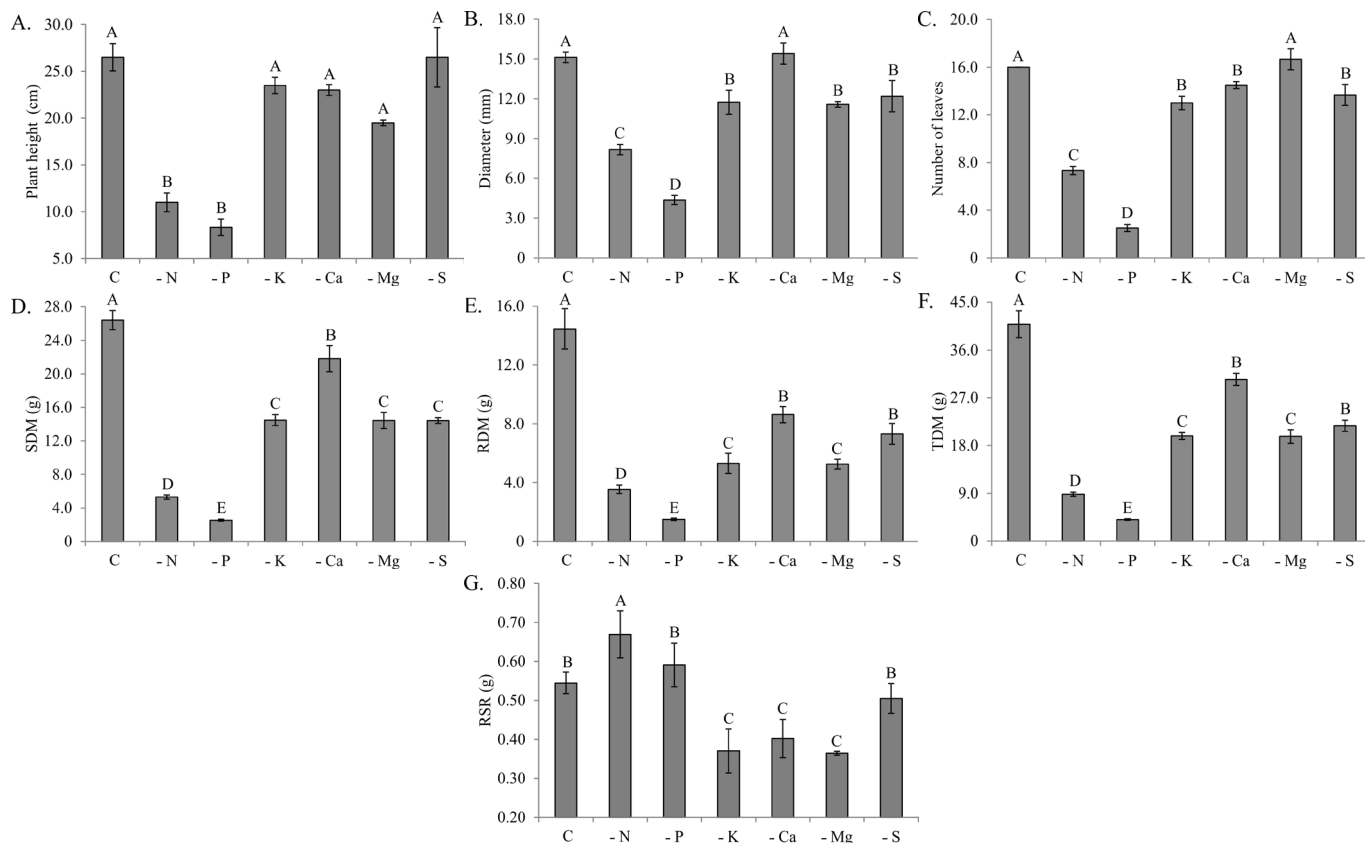 A.
Plant height (cm)
30.0
25.0
20.0
15.0
10.0
5.0
A
B
B
A
A
A
A
C
- N
- P
- K
- Ca
- Mg
- S
B.
Diameter (mm)
18.0
15.0
12.0
9.0
6.0
3.0
0
A
C
D
B
A
B
B
C
- N
- P
- K
- Ca
- Mg
- S
C.
Number of leaves
20.0
16.0
12.0
8.0
4.0
0
A
C
D
B
B
A
B
C
- N
- P
- K
- Ca
- Mg
- S
D.
SDM (g)
28.0
24.0
20.0
16.0
12.0
8.0
4.0
0
A
D
E
C
B
C
C
C
- N
- P
- K
- Ca
- Mg
- S
E.
RDM (g)
16.0
12.0
8.0
4.0
0
A
D
E
C
B
C
B
C
- N
- P
- K
- Ca
- Mg
- S
F.
TDM (g)
45.0
36.0
27.0
18.0
9.0
0
A
D
E
C
B
C
B
C
- N
- P
- K
- Ca
- Mg
- S
G.
RSR (g)
0.80
0.70
0.60
0.50
0.40
0.30
0.20
B
A
B
C
C
C
B
C
- N
- P
- K
- Ca
- Mg
- S